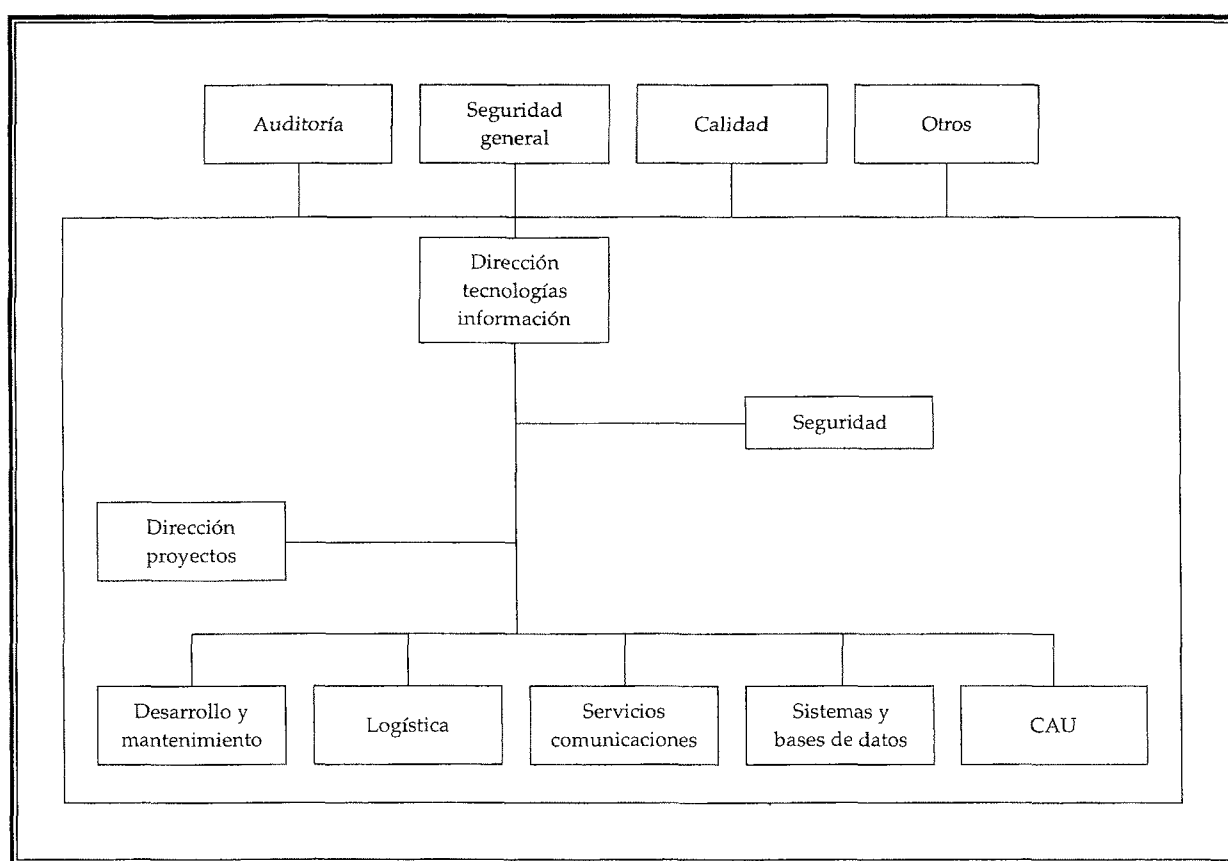 Auditoría
Seguridad
general
Calidad
Otros
Dirección
tecnologías
información
Seguridad
Dirección
proyectos
Desarrollo y
mantenimiento
Logística
Servicios
comunicaciones
Sistemas y
bases de datos
CAU